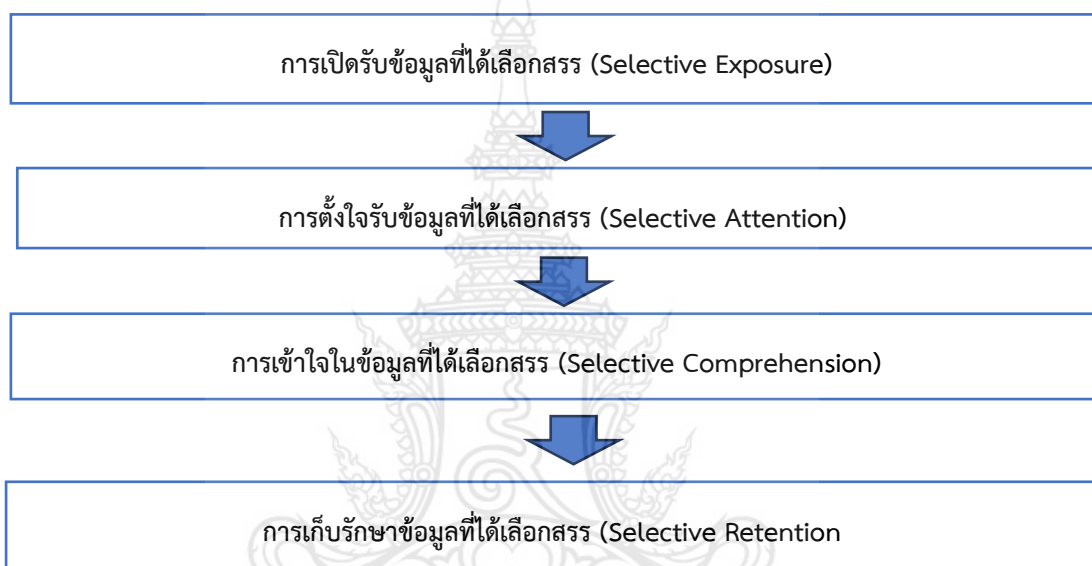 การเปิดรับข้อมูลที่ได้เลือกสรร (Selective Exposure)
การตั้งใจรับข้อมูลที่ได้เลือกสรร (Selective Attention)
การเข้าใจในข้อมูลที่ได้เลือกสรร (Selective Comprehension)
การเก็บรักษาข้อมูลที่ได้เลือกสรร (Selective Retention